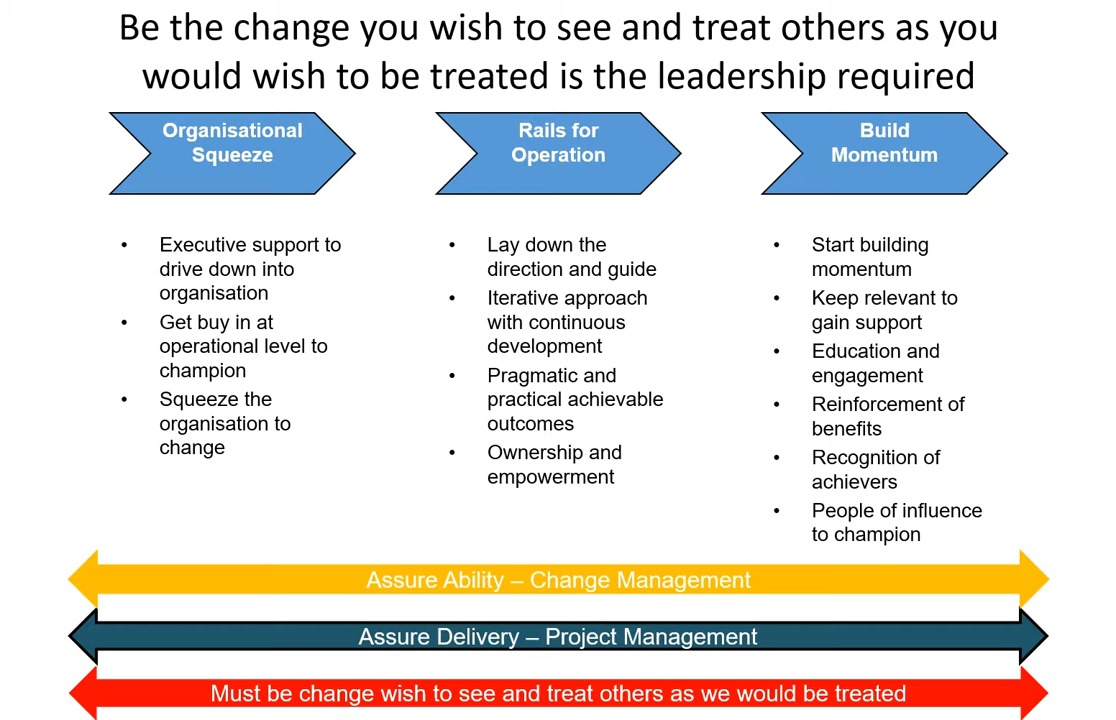 Be the change you wish to see and treat others as you
would wish to be treated is the leadership required
Organisational
Squeeze
Rails for
Operation
Build
Momentum
• Executive support to
drive down into
organisation
• Get buy in at
operational level to
champion
• Squeeze the
organisation to
change
• Lay down the
direction and guide
• Iterative approach
with continuous
development
• Pragmatic and
practical achievable
outcomes
• Ownership and
empowerment
• Start building
momentum
• Keep relevant to
gain support
• Education and
engagement
• Reinforcement of
benefits
• Recognition of
achievers
• People of influence
to champion
Assure Ability – Change Management
Assure Delivery – Project Management
Must be change wish to see and treat others as we would be treated